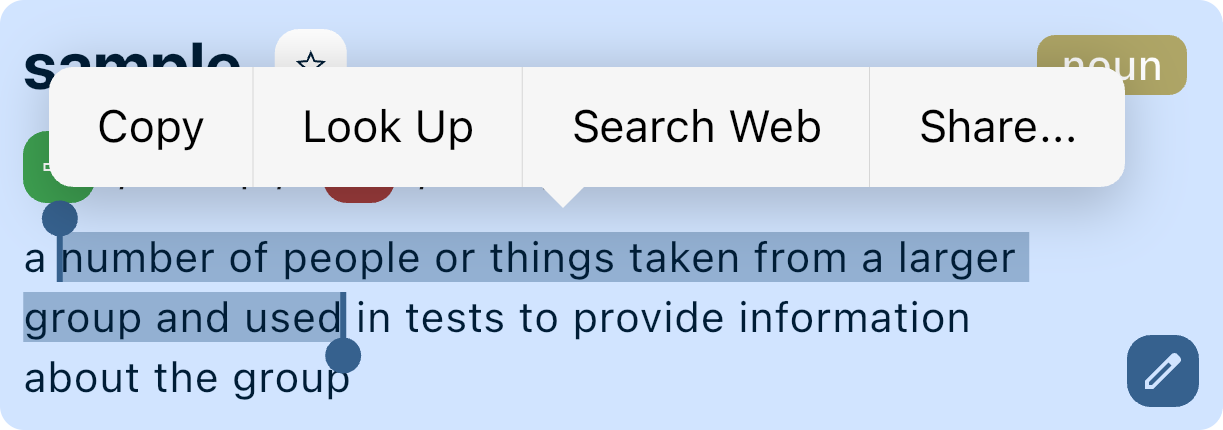 sample
noun
Copy Look Up Search Web Share...
a number of people or things taken from a larger
group and used in tests to provide information
about the group